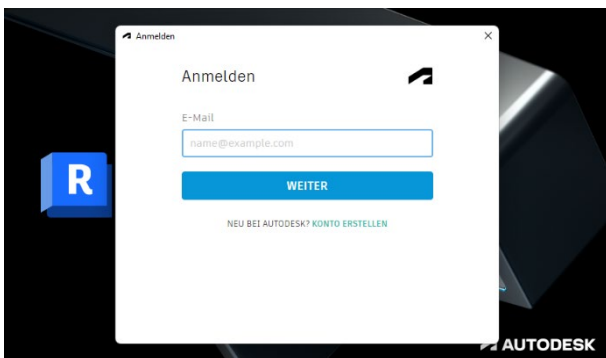 Anmelden
Anmelden
E-Mail
name@example.com
R
WEITER
NEU BEI AUTODESK? KONTO ERSTELLEN
AUTODESK